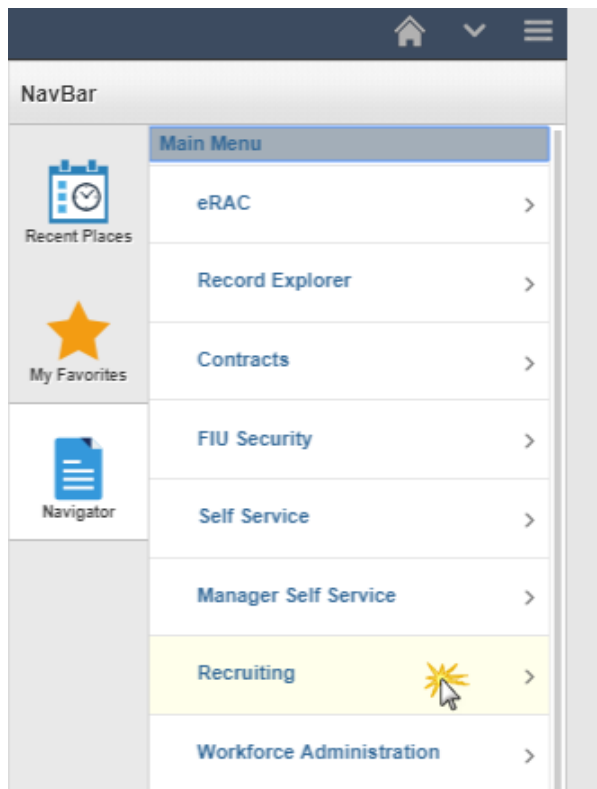 NavBar
Main Menu
Recent Places
My Favorites
Navigator
eRAC
Record Explorer
Contracts
FIU Security
Self Service
Manager Self Service
Recruiting
Workforce Administration